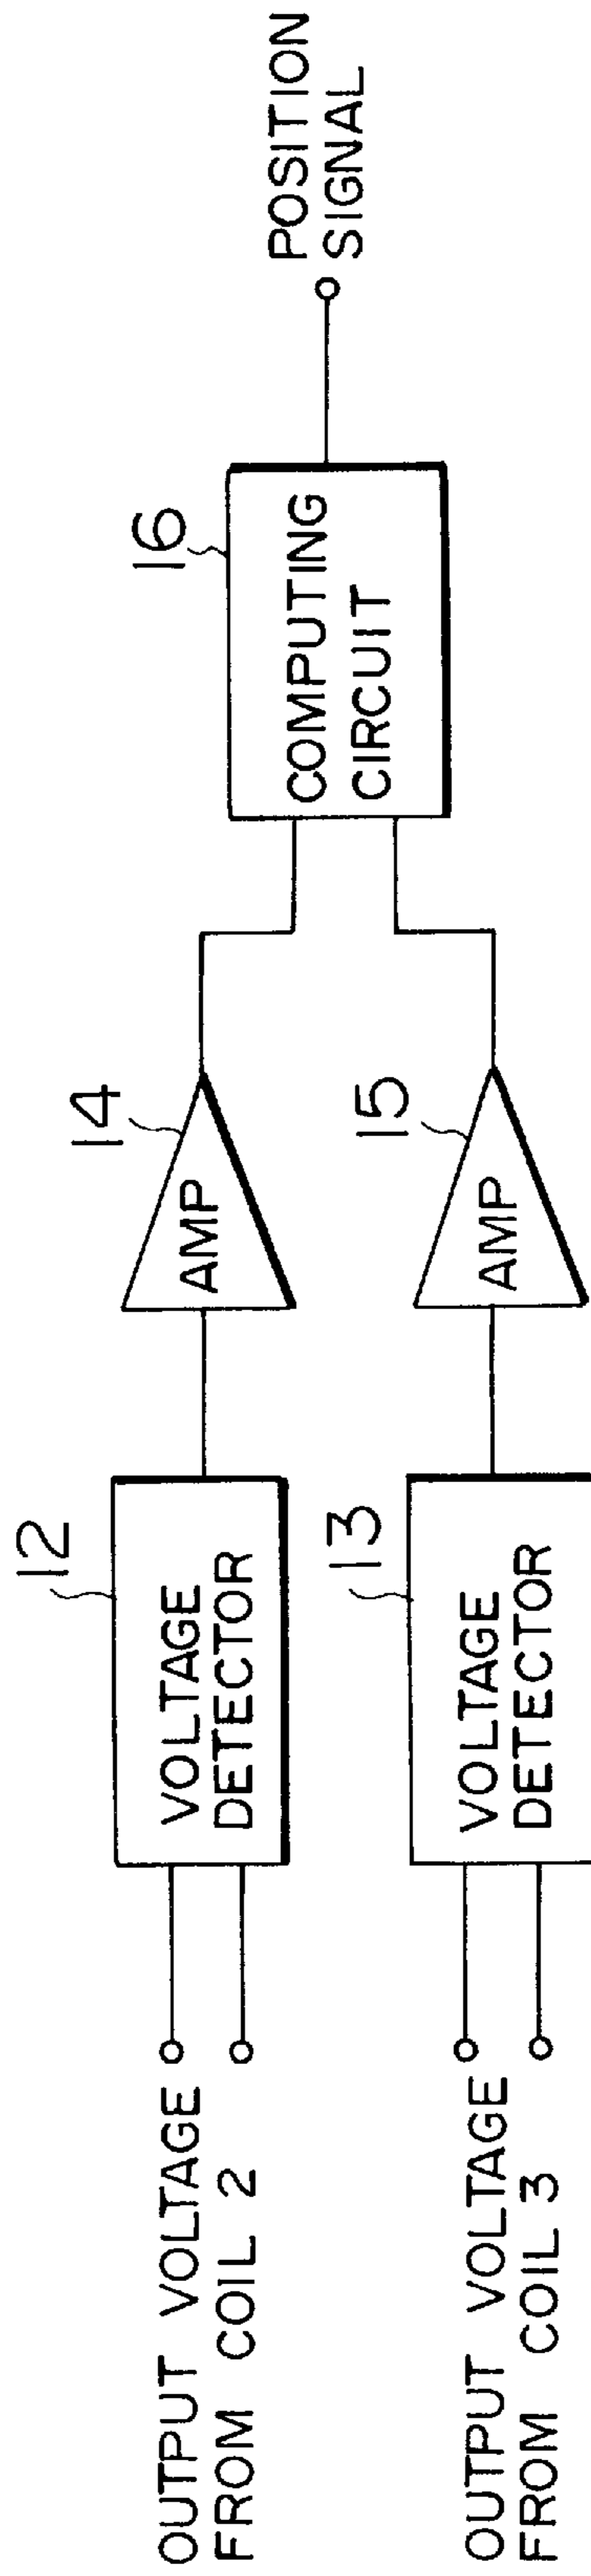 OUTPUT VOLTAGE
FROM COIL 2
12
VOLTAGE
DETECTOR
14
AMP
OUTPUT VOLTAGE
FROM COIL 3
13
VOLTAGE
DETECTOR
15
AMP
16
COMPUTING
CIRCUIT
POSITION
SIGNAL